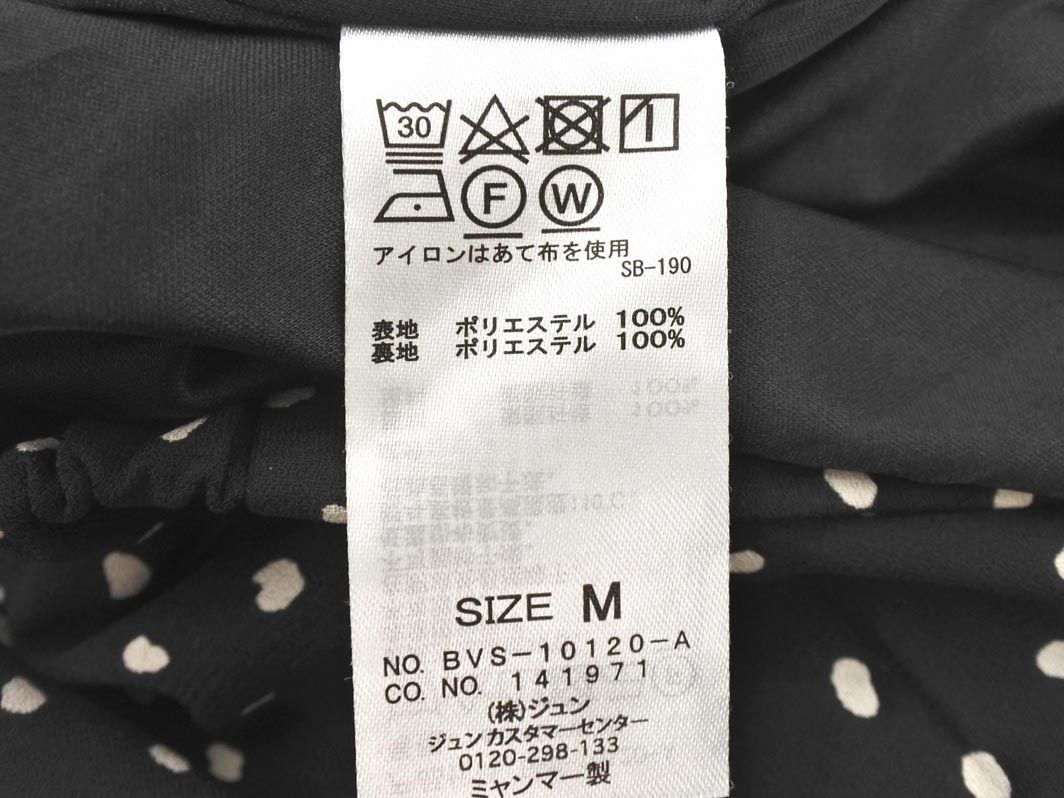 30
F W
アイロンはあて布を使用
SB-190
表地 ポリエステル 100%
裏地 ポリエステル 100%
SIZE M
NO. BVS-10120-A
CO. NO. 141971
(株)ジュン
ジュンカスタマーセンター
0120-298-133
ミャンマー製